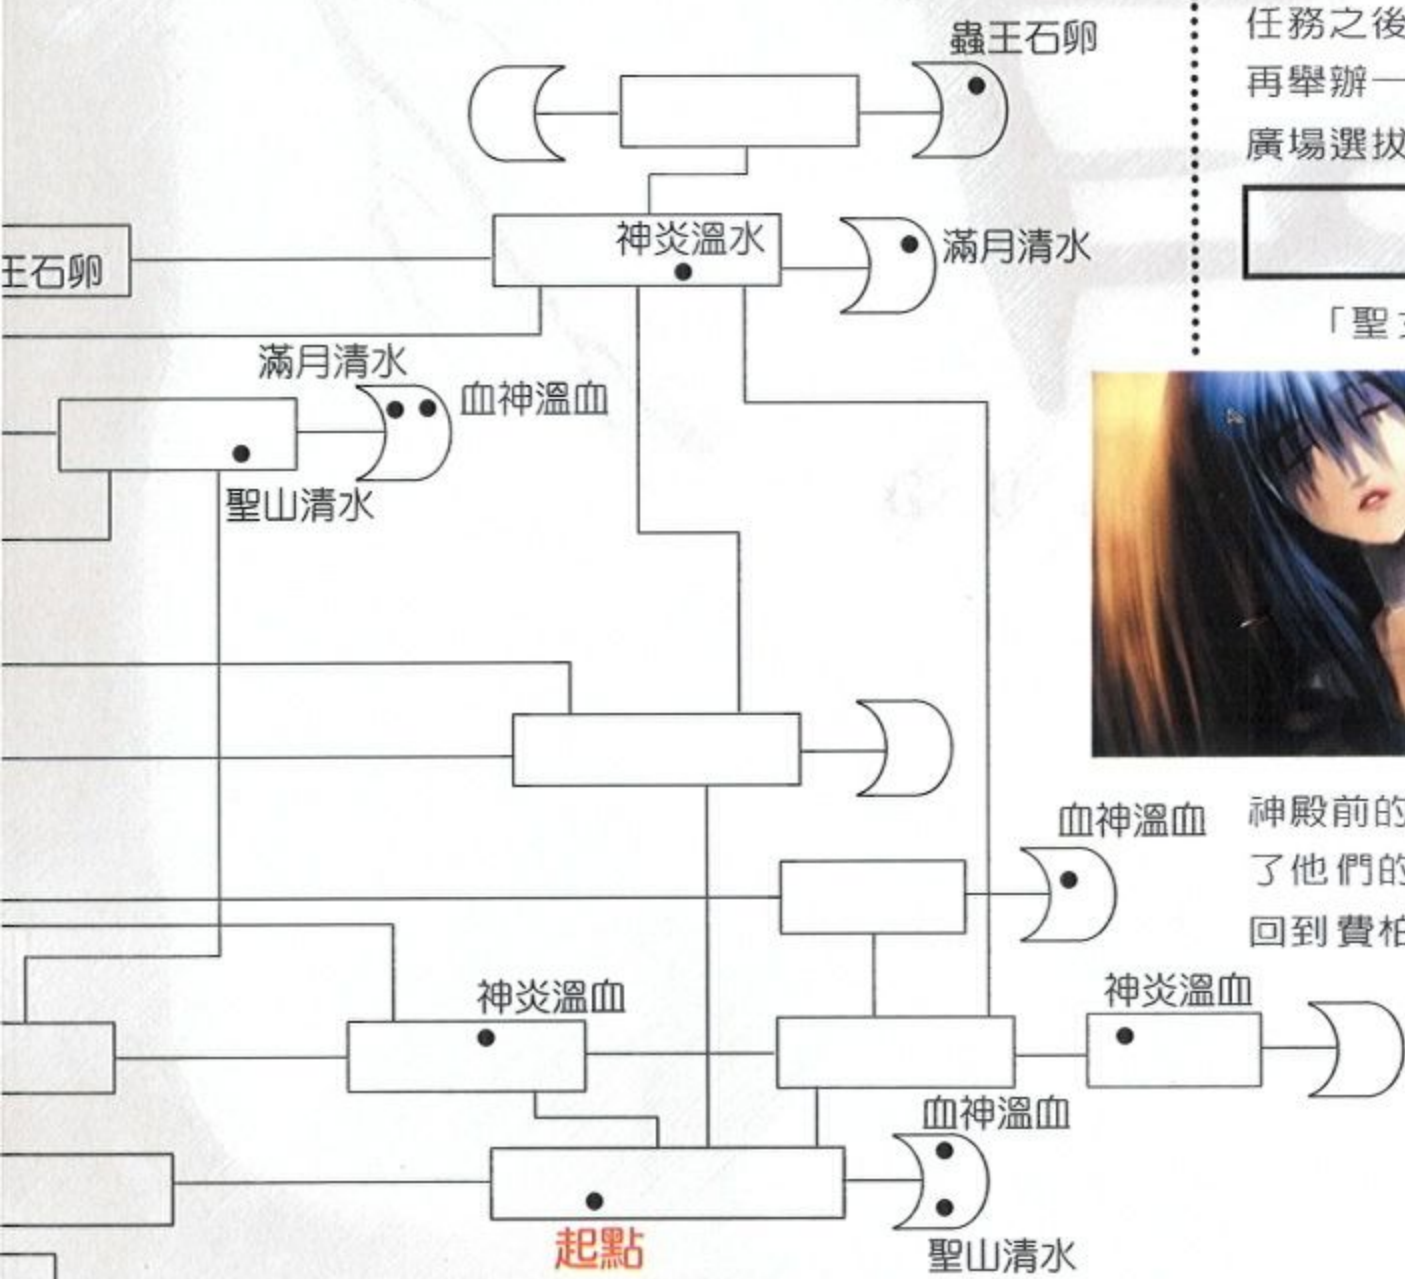 蟲王石卵
神炎溫水
滿月清水
王石卵
滿月清水
血神溫血
聖山清水
血神溫血
神炎溫血
神炎溫血
血神溫血
起點
聖山清水
任務之後
再舉辦一
廣場選拔
「聖
神殿前的
了他們的
回到費柏